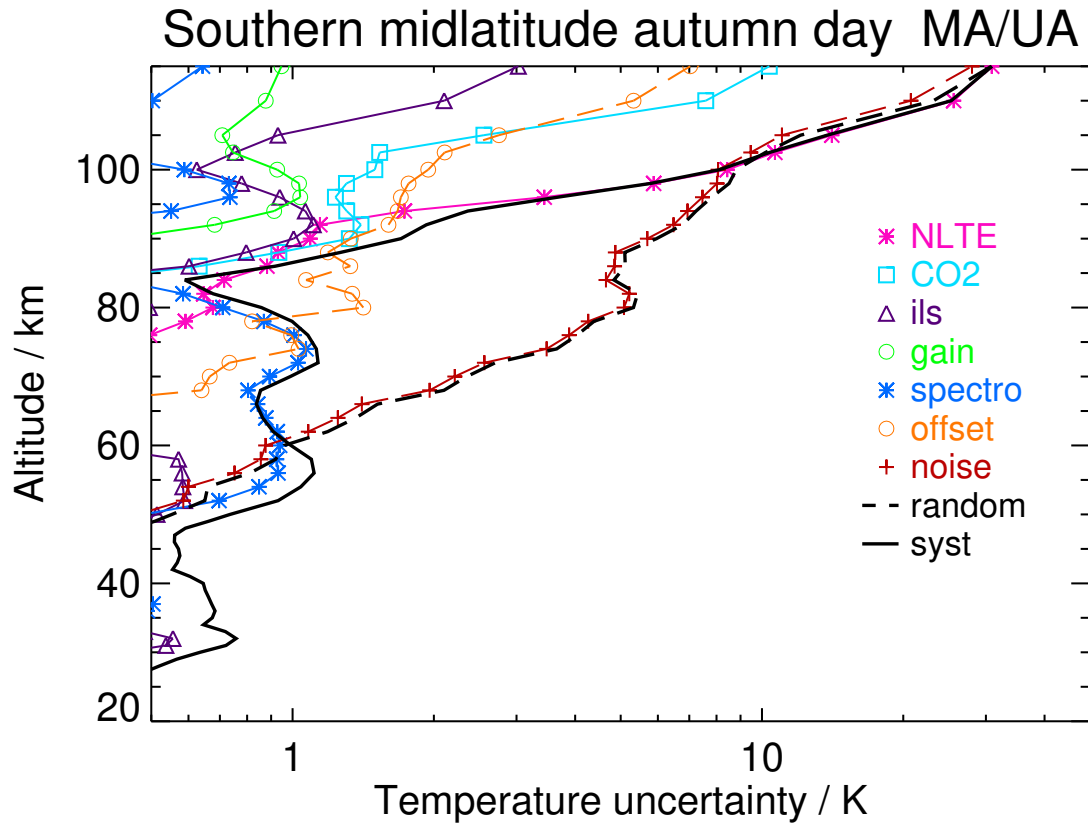 Southern midlatitude autumn day MA/UA
100
80
60
40
20
Altitude / km
NLTE
CO2
ils
gain
spectro
offset
noise
random
syst
1
10
Temperature uncertainty / K